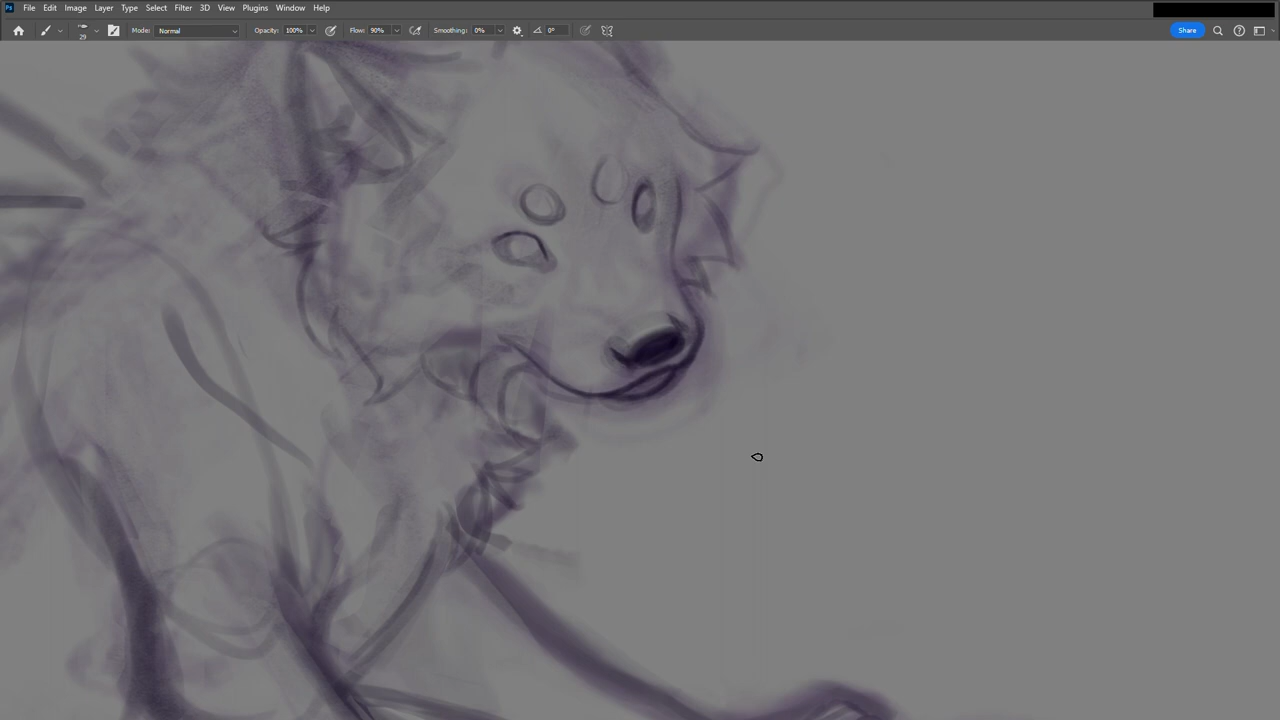 Ps File Edit Image Layer Type Select Filter 3D View Plugins Window Help
29 Mode: Normal Opacity: 100% Flow: 90% Smoothing: 0% 0° Share